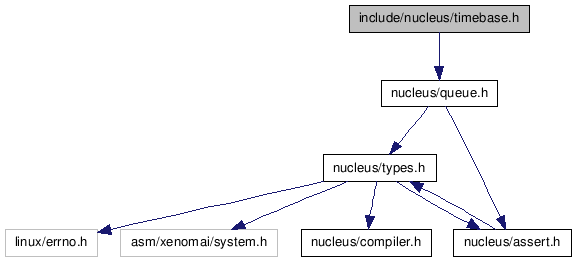 include/nucleus/timebase.h
nucleus/queue.h
nucleus/types.h
linux/errno.h
asm/xenomai/system.h
nucleus/compiler.h
nucleus/assert.h